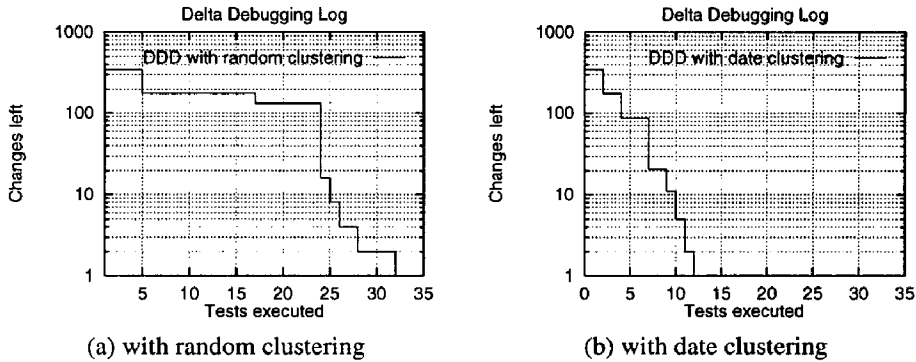 Delta Debugging Log
1000
DDD with random clustering
100
10
1
Changes left
5 10 15 20 25 30 35
Tests executed
(a) with random clustering
Delta Debugging Log
1000
DDD with date clustering
100
10
1
Changes left
0 5 10 15 20 25 30 35
Tests executed
(b) with date clustering